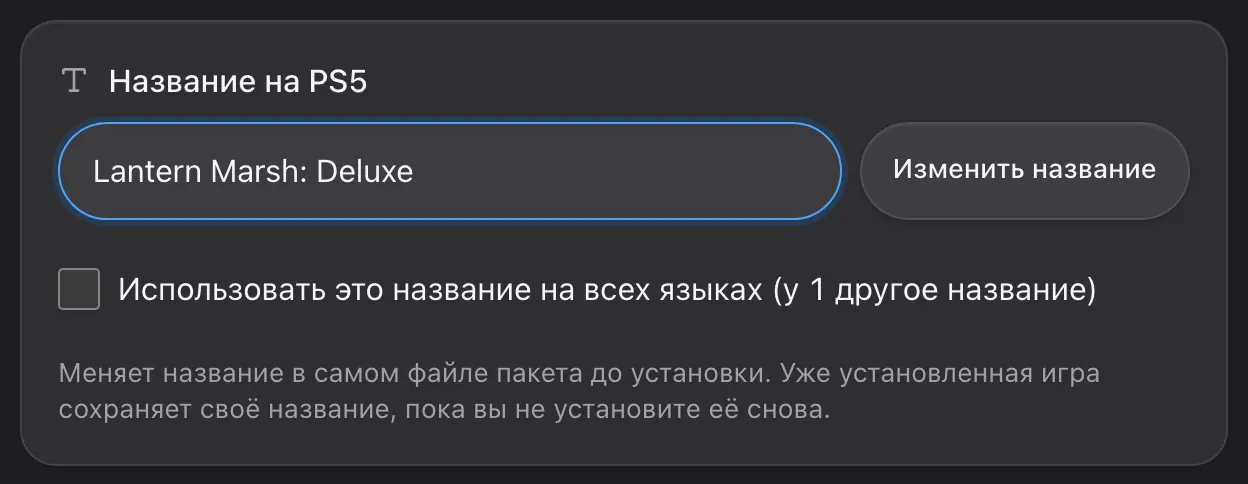 Название на PS5
Lantern Marsh: Deluxe
Изменить название
Использовать это название на всех языках (у 1 другое название)
Меняет название в самом файле пакета до установки. Уже установленная игра
сохраняет своё название, пока вы не установите её снова.